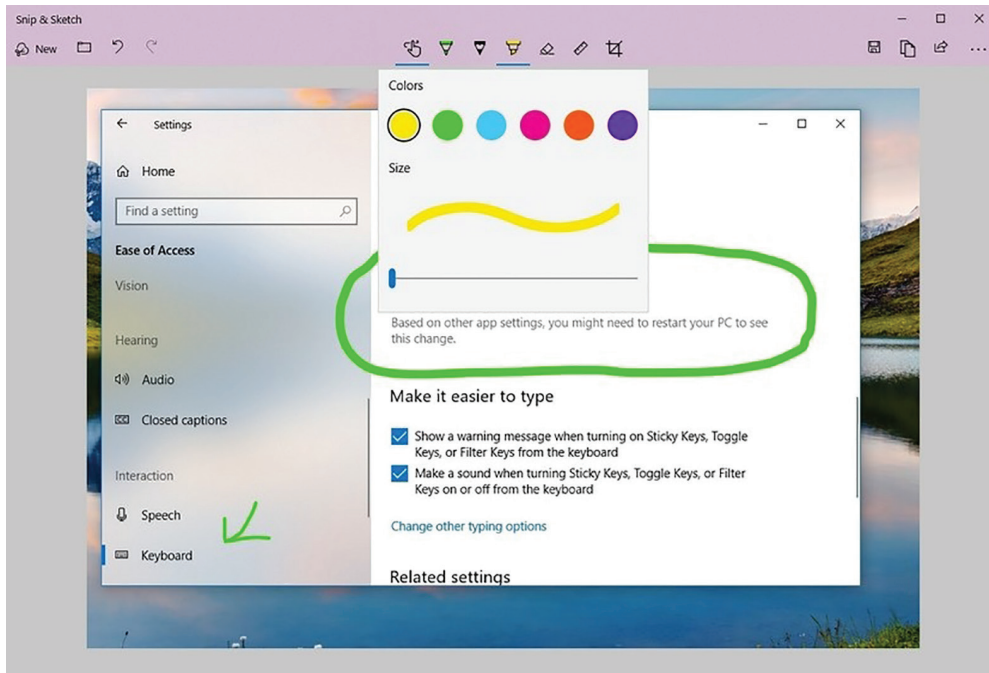 Snip & Sketch
New
Colors
Size
Settings
Home
Find a setting
Ease of Access
Vision
Hearing
Audio
Closed captions
Interaction
Speech
Keyboard
Based on other app settings, you might need to restart your PC to see
this change.
Make it easier to type
Show a warning message when turning on Sticky Keys, Toggle
Keys, or Filter Keys from the keyboard
Make a sound when turning Sticky Keys, Toggle Keys, or Filter
Keys on or off from the keyboard
Change other typing options
Related settings